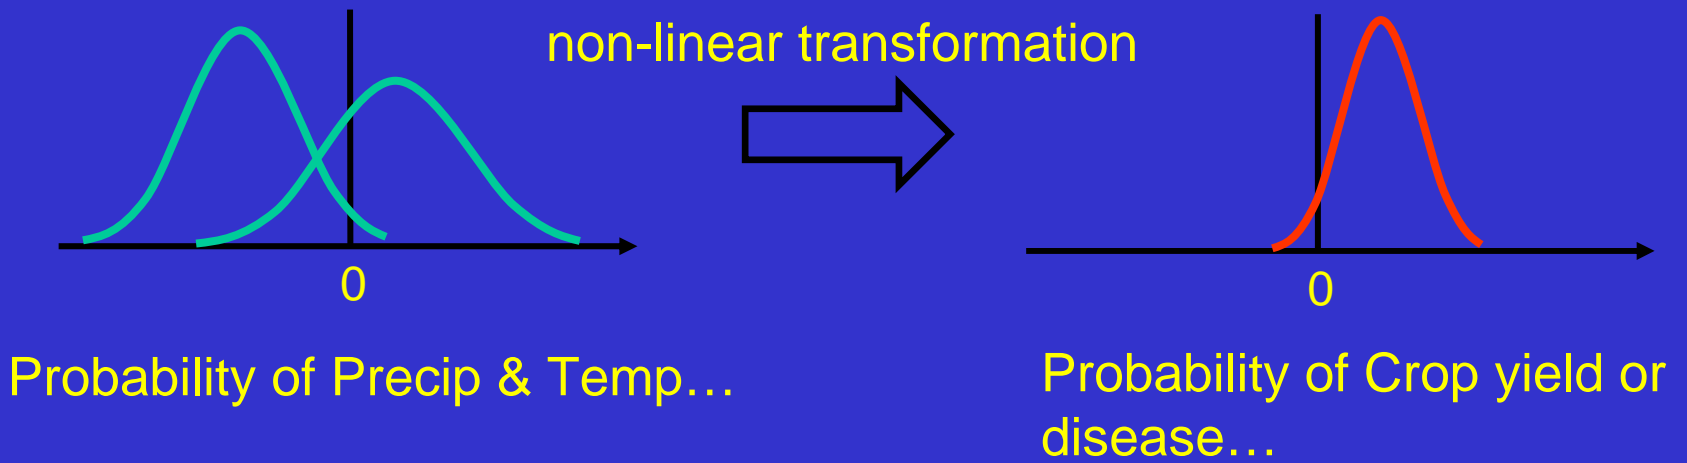 non-linear transformation
0
0
Probability of Precip & Temp…
Probability of Crop yield or
disease…